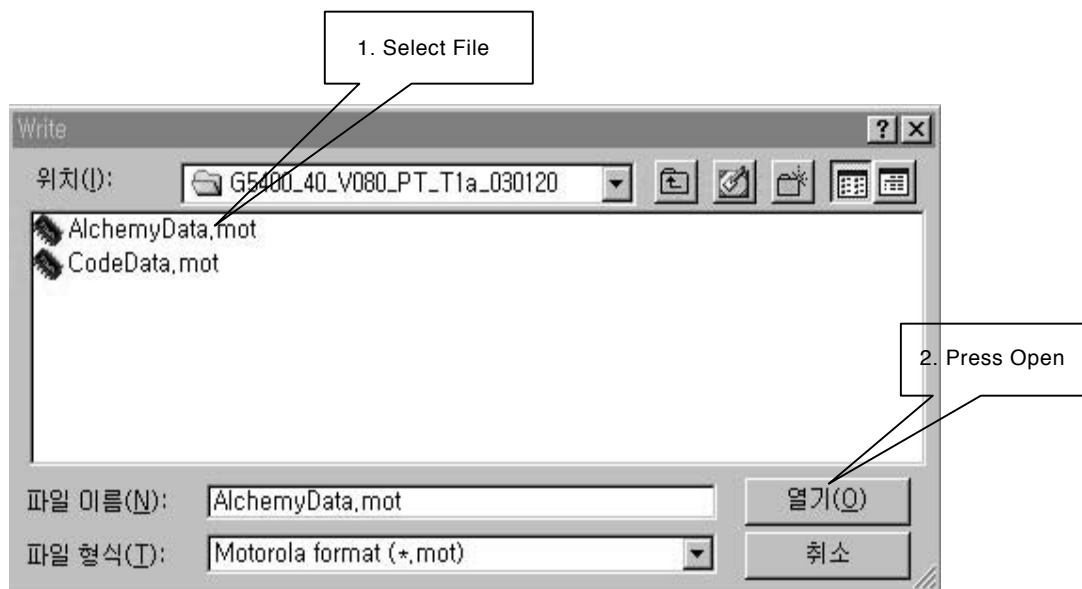 1. Select File
Write
위치(I):
G5400_40_V080_PT_T1a_030120
AlchemyData,mot
CodeData,mot
2. Press Open
파일 이름(N):
AlchemyData,mot
열기(O)
파일 형식(T):
Motorola format (*,mot)
취소